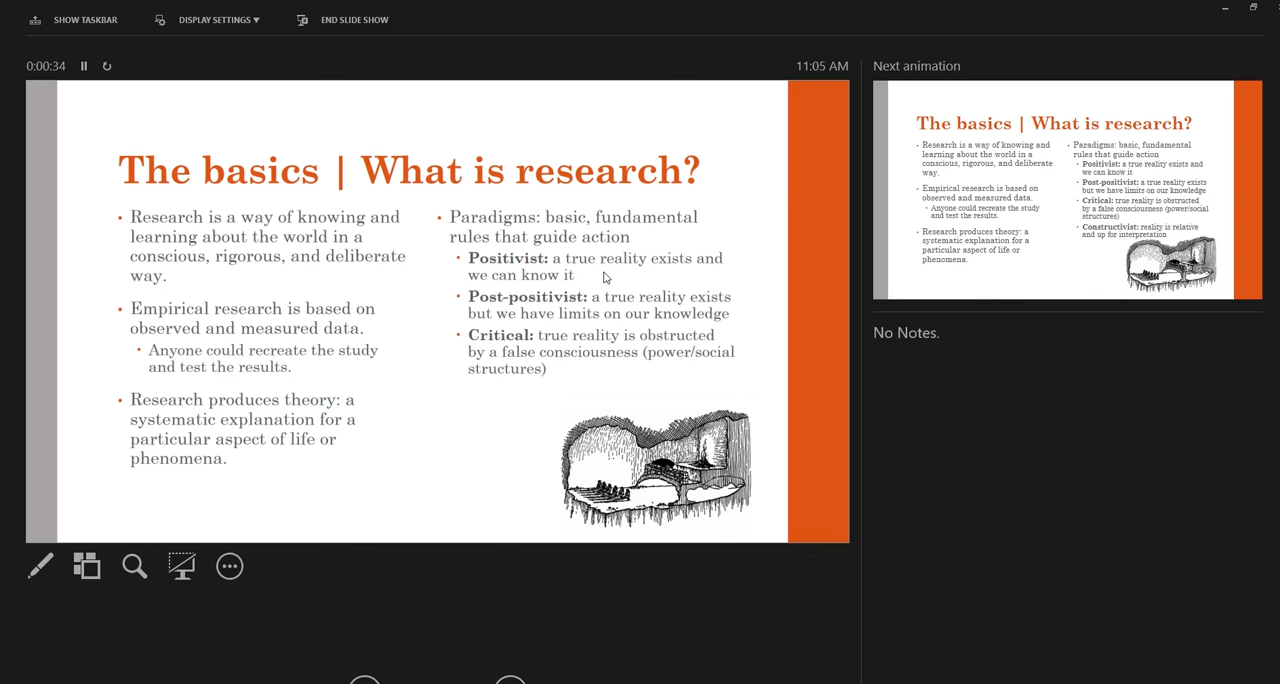 SHOW TASKBAR
DISPLAY SETTINGS ▼
END SLIDE SHOW
0:00:34
11:05 AM
The basics | What is research?
• Research is a way of knowing and
learning about the world in a
conscious, rigorous, and deliberate
way.
• Empirical research is based on
observed and measured data.
• Anyone could recreate the study
and test the results.
• Research produces theory: a
systematic explanation for a
particular aspect of life or
phenomena.
• Paradigms: basic, fundamental
rules that guide action
• Positivist: a true reality exists and
we can know it
• Post-positivist: a true reality exists
but we have limits on our knowledge
• Critical: true reality is obstructed
by a false consciousness (power/social
structures)
Next animation
The basics | What is research?
• Research is a way of knowing and
learning about the world in a
conscious, rigorous, and deliberate
way.
• Empirical research is based on
observed and measured data.
• Anyone could recreate the study
and test the results.
• Research produces theory: a
systematic explanation for a
particular aspect of life or
phenomena.
• Paradigms: basic, fundamental
rules that guide action
• Positivist: a true reality exists and
we can know it
• Post-positivist: a true reality exists
but we have limits on our knowledge
• Critical: true reality is obstructed
by a false consciousness (power/social
structures)
• Constructivist: reality is relative
and up for interpretation
No Notes.